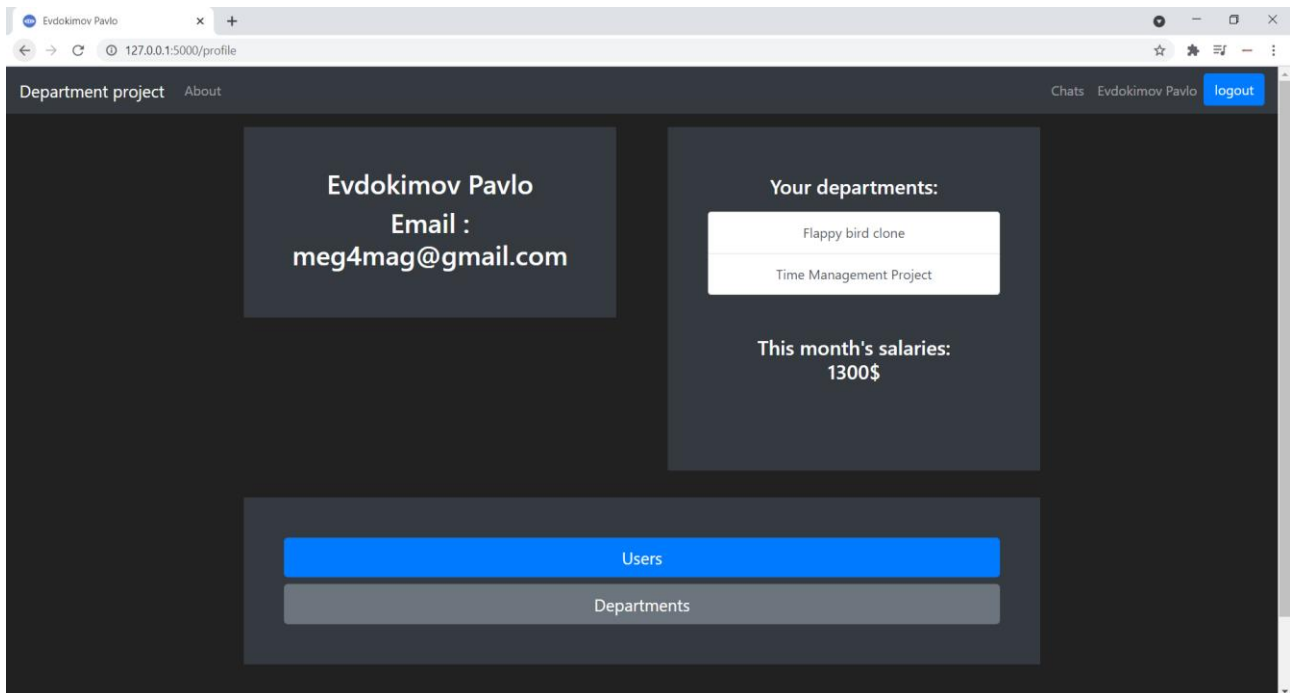 Evdokimov Pavlo
127.0.0.1:5000/profile
Department project About Chats Evdokimov Pavlo logout
Evdokimov Pavlo
Email :
meg4mag@gmail.com
Your departments:
Flappy bird clone
Time Management Project
This month's salaries:
1300$
Users
Departments